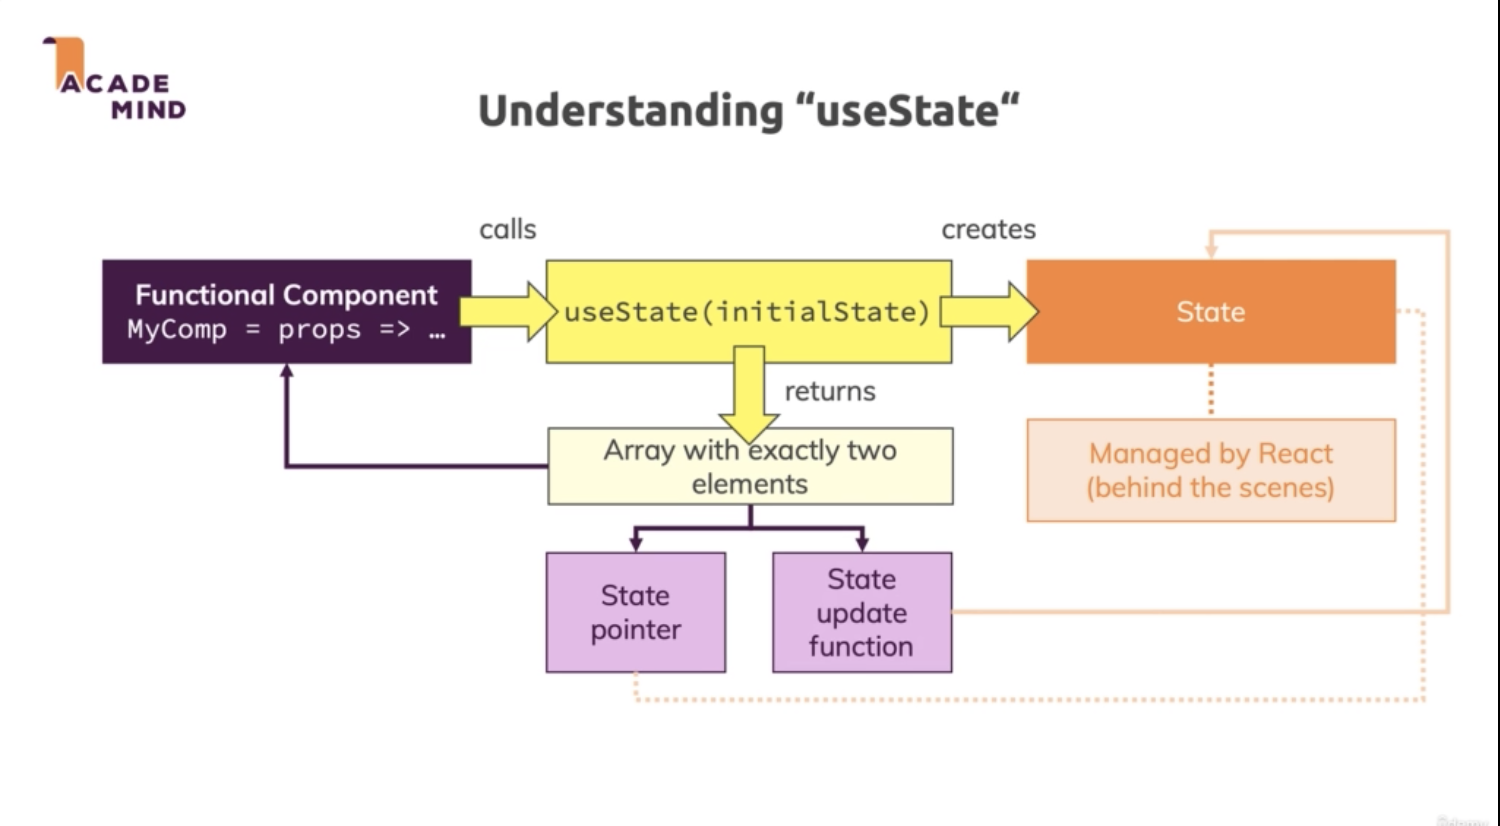 ACADE
MIND
Understanding “useState“
calls
creates
Functional Component
MyComp = props => …
useState(initialState)
State
returns
Array with exactly two
elements
Managed by React
(behind the scenes)
State
pointer
State
update
function